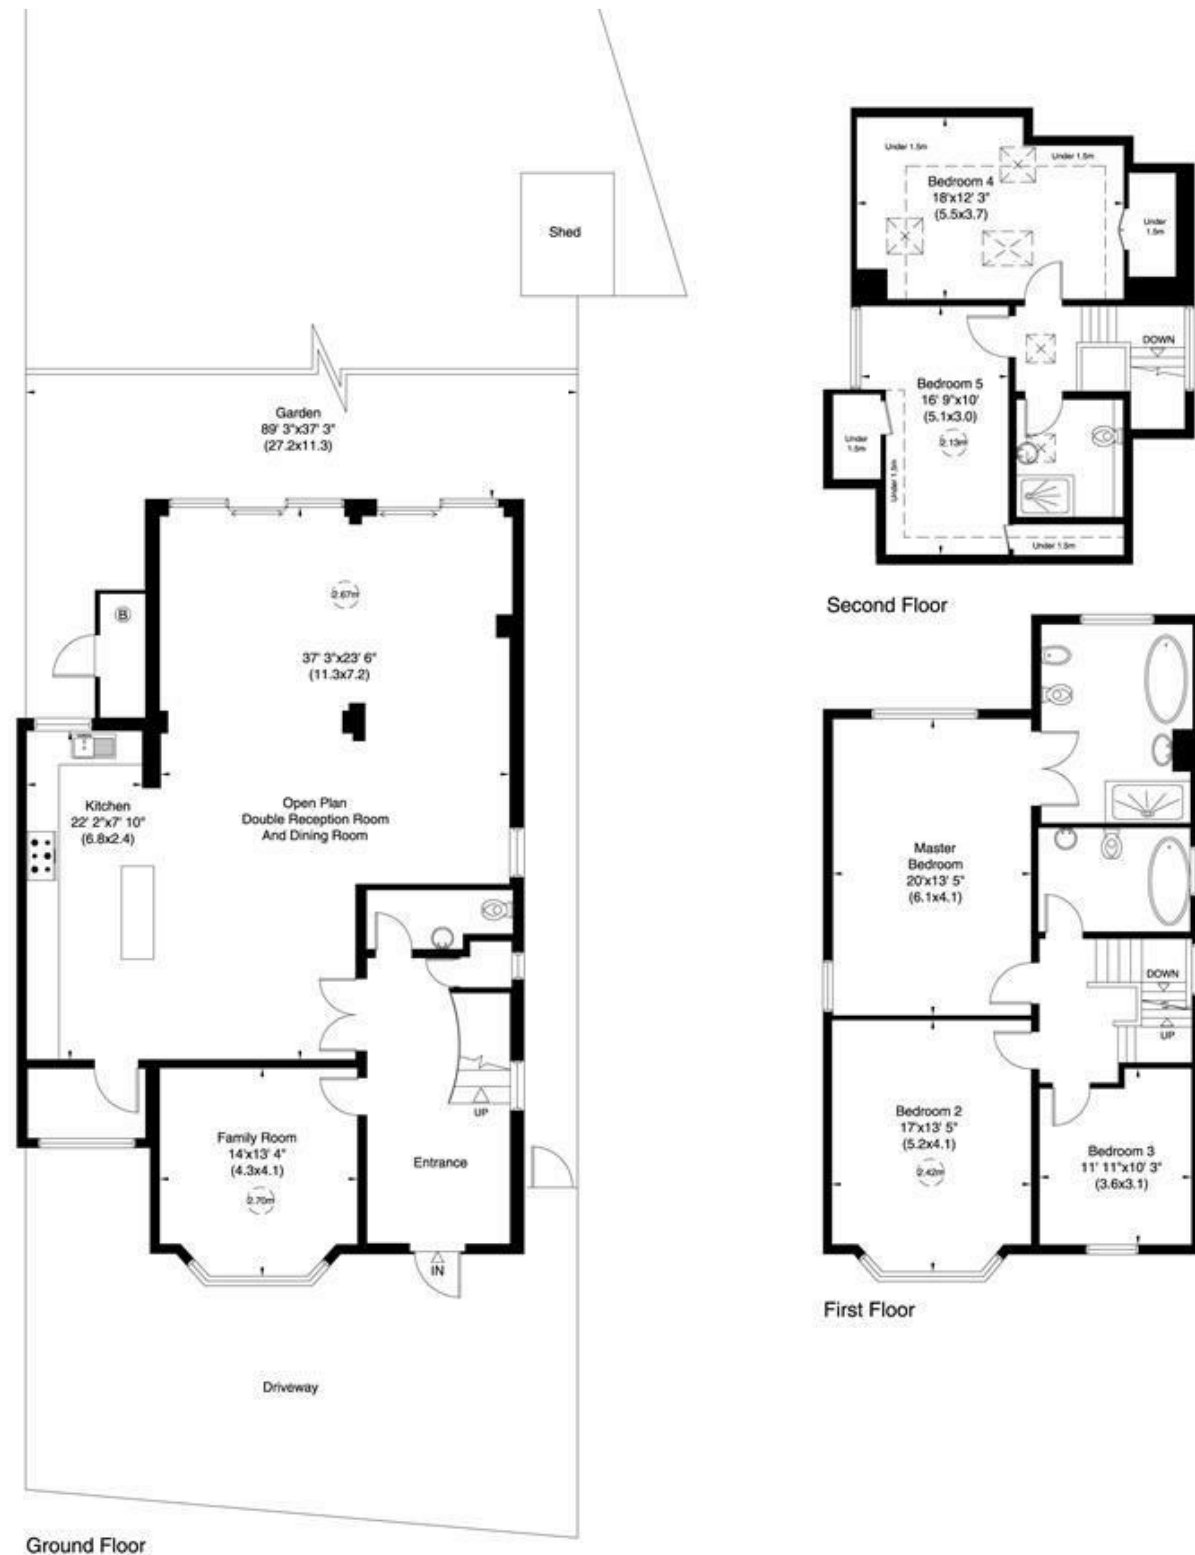 Shed
Garden
89' 3"x37' 3"
(27.2x11.3)
B
2.67m
37' 3"x23' 6"
(11.3x7.2)
Kitchen
22' 2"x7' 10"
(6.8x2.4)
Open Plan
Double Reception Room
And Dining Room
UP
Family Room
14'x13' 4"
(4.3x4.1)
2.70m
Entrance
IN
Driveway
Ground Floor
Under 1.5m
Under 1.5m
Bedroom 4
18'x12' 3"
(5.5x3.7)
Under
1.5m
DOWN
Bedroom 5
16' 9"x10'
(5.1x3.0)
2.13m
Under
1.5m
Under 1.5m
Under 1.5m
Second Floor
Master
Bedroom
20'x13' 5"
(6.1x4.1)
DOWN
UP
Bedroom 2
17'x13' 5"
(5.2x4.1)
2.42m
Bedroom 3
11' 11"x10' 3"
(3.6x3.1)
First Floor